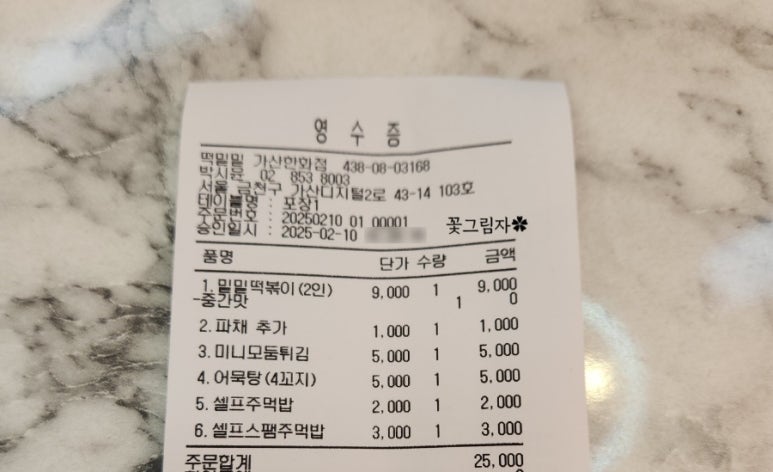 영 수 증
떡밀밀 가산한화점 438-08-03168
박시윤 02 853 8003
서울 금천구 가산디지털2로 43-14 103호
테이블명 : 포장1
주문번호 : 20250210 01 00001
승인일시 : 2025-02-10
꽃그림자
품명 단가 수량 금액
1.밀밀떡볶이(2인) 9,000 1 9,000
-중간맛 1 0
2.파채 추가 1,000 1 1,000
3.미니모둠튀김 5,000 1 5,000
4.어묵탕(4꼬지) 5,000 1 5,000
5.셀프주먹밥 2,000 1 2,000
6.셀프스팸주먹밥 3,000 1 3,000
주문합계 25,000